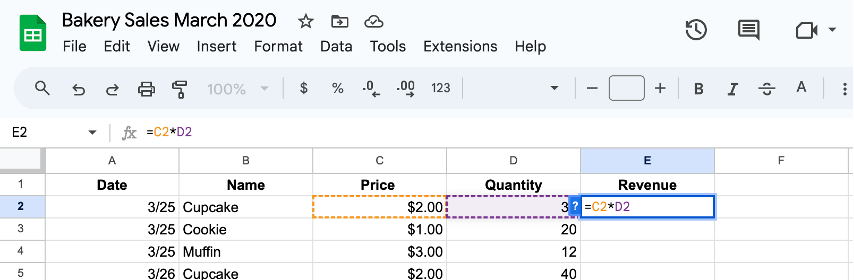 Bakery Sales March 2020
File Edit View Insert Format Data Tools Extensions Help
100% $ % .0 .00 123 − + B I S A
E2 fx =C2*D2
A B C D E F
1 Date Name Price Quantity Revenue
2 3/25 Cupcake $2.00 3 ? =C2*D2
3 3/25 Cookie $1.00 20
4 3/25 Muffin $3.00 12
5 3/26 Cupcake $2.00 40